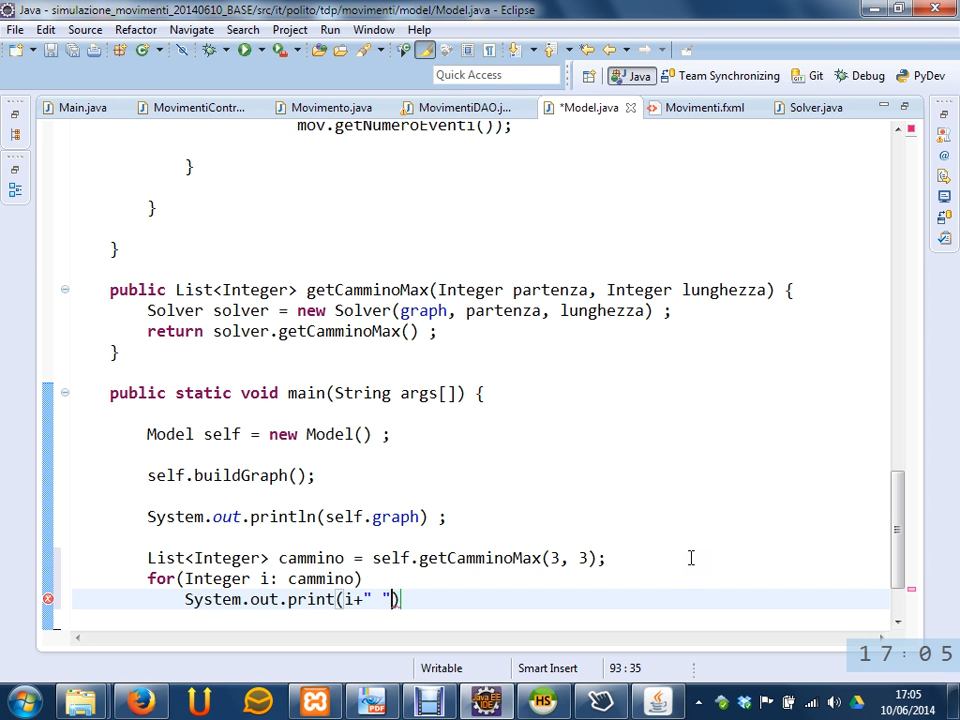 Java - simulazione_movimenti_20140610_BASE/src/it/polito/tdp/movimenti/model/Model.java - Eclipse
File Edit Source Refactor Navigate Search Project Run Window Help
Quick Access
Java Team Synchronizing Git Debug PyDev
Main.java MovimentiContr... Movimento.java MovimentiDAO.j... *Model.java Movimenti.fxml Solver.java
mov.getNumeroEventi());
}
}
}
public List<Integer> getCamminoMax(Integer partenza, Integer lunghezza) {
Solver solver = new Solver(graph, partenza, lunghezza) ;
return solver.getCamminoMax() ;
}
public static void main(String args[]) {
Model self = new Model() ;
self.buildGraph();
System.out.println(self.graph) ;
List<Integer> cammino = self.getCamminoMax(3, 3);
for(Integer i: cammino)
System.out.print(i+" ")
17:05
Writable Smart Insert 93 : 35
PDF
Java EE
IDE
HS
17:05
10/06/2014